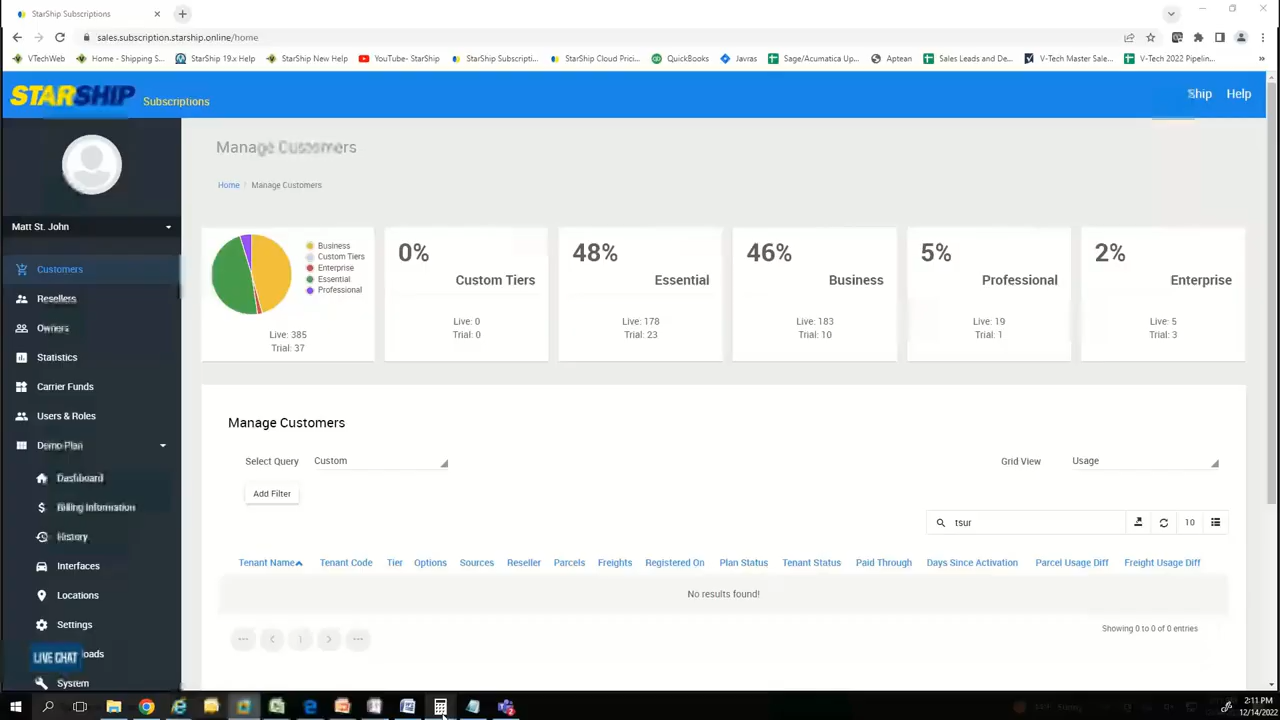 StarShip Subscriptions
sales.subscription.starship.online/home
VTechWeb
Home - Shipping S...
StarShip 19.x Help
StarShip New Help
YouTube- StarShip
StarShip Subscripti...
StarShip Cloud Prici...
QuickBooks
Javras
Sage/Acumatica Up...
Aptean
Sales Leads and De...
V-Tech Master Sale...
V-Tech 2022 Pipelin...
»
STARSHIP Subscriptions
Ship Help
Matt St. John
Customers
Resellers
Owners
Statistics
Carrier Funds
Users & Roles
Demo Plan
Dashboard
Billing Information
History
Interfaces
Locations
Settings
LIVE CHAT
loads
System
Manage Customers
Home / Manage Customers
Business
Custom Tiers
Enterprise
Essential
Professional
Live: 385
Trial: 37
0%
Custom Tiers
Live: 0
Trial: 0
48%
Essential
Live: 178
Trial: 23
46%
Business
Live: 183
Trial: 10
5%
Professional
Live: 19
Trial: 1
2%
Enterprise
Live: 5
Trial: 3
Manage Customers
Select Query Custom
Grid View Usage
Add Filter
tsur
10
Tenant Name Tenant Code Tier Options Sources Reseller Parcels Freights Registered On Plan Status Tenant Status Paid Through Days Since Activation Parcel Usage Diff Freight Usage Diff
No results found!
Showing 0 to 0 of 0 entries
1
2:11 PM
12/14/2022